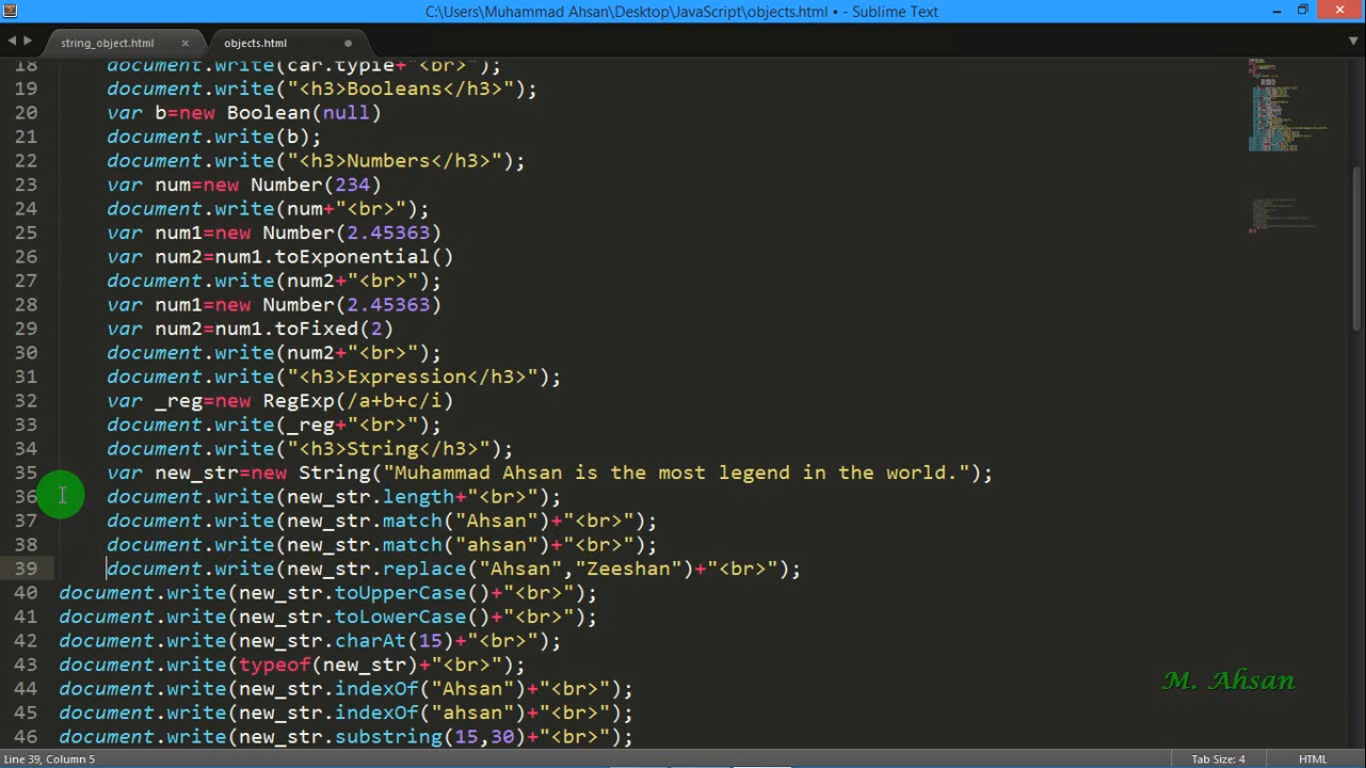 C:\Users\Muhammad Ahsan\Desktop\JavaScript\objects.html • - Sublime Text
string_object.html × objects.html
18 document.write(car.typie+"<br>");
19 document.write("<h3>Booleans</h3>");
20 var b=new Boolean(null)
21 document.write(b);
22 document.write("<h3>Numbers</h3>");
23 var num=new Number(234)
24 document.write(num+"<br>");
25 var num1=new Number(2.45363)
26 var num2=num1.toExponential()
27 document.write(num2+"<br>");
28 var num1=new Number(2.45363)
29 var num2=num1.toFixed(2)
30 document.write(num2+"<br>");
31 document.write("<h3>Expression</h3>");
32 var _reg=new RegExp(/a+b+c/i)
33 document.write(_reg+"<br>");
34 document.write("<h3>String</h3>");
35 var new_str=new String("Muhammad Ahsan is the most legend in the world.");
36 document.write(new_str.length+"<br>");
37 document.write(new_str.match("Ahsan")+"<br>");
38 document.write(new_str.match("ahsan")+"<br>");
39 document.write(new_str.replace("Ahsan","Zeeshan")+"<br>");
40 document.write(new_str.toUpperCase()+"<br>");
41 document.write(new_str.toLowerCase()+"<br>");
42 document.write(new_str.charAt(15)+"<br>");
43 document.write(typeof(new_str)+"<br>");
44 document.write(new_str.indexOf("Ahsan")+"<br>");
45 document.write(new_str.indexOf("ahsan")+"<br>");
46 document.write(new_str.substring(15,30)+"<br>");
M. Ahsan
Line 39, Column 5 Tab Size: 4 HTML